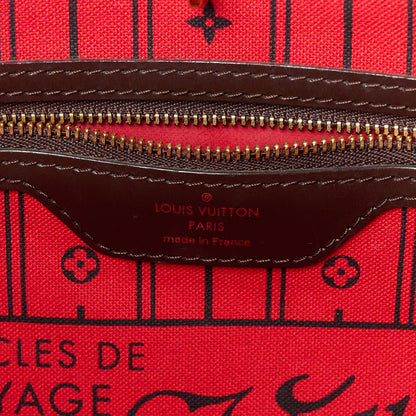 ®
LOUIS VUITTON
PARIS
made in France
CLES DE
YAGE